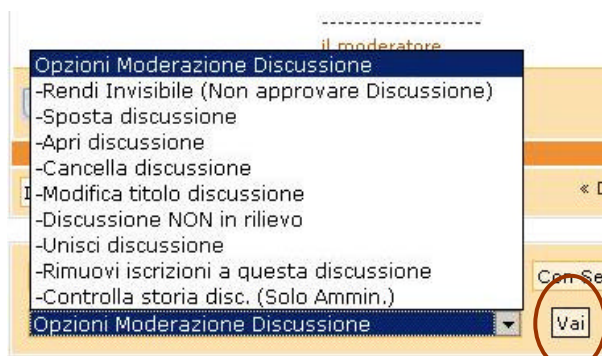 -------------------
il moderatore
Opzioni Moderazione Discussione
-Rendi Invisibile (Non approvare Discussione)
-Sposta discussione
-Apri discussione
-Cancella discussione
-Modifica titolo discussione
« D
-Discussione NON in rilievo
-Unisci discussione
-Rimuovi iscrizioni a questa discussione
Con Se
-Controlla storia disc. (Solo Ammin.)
Opzioni Moderazione Discussione
Vai